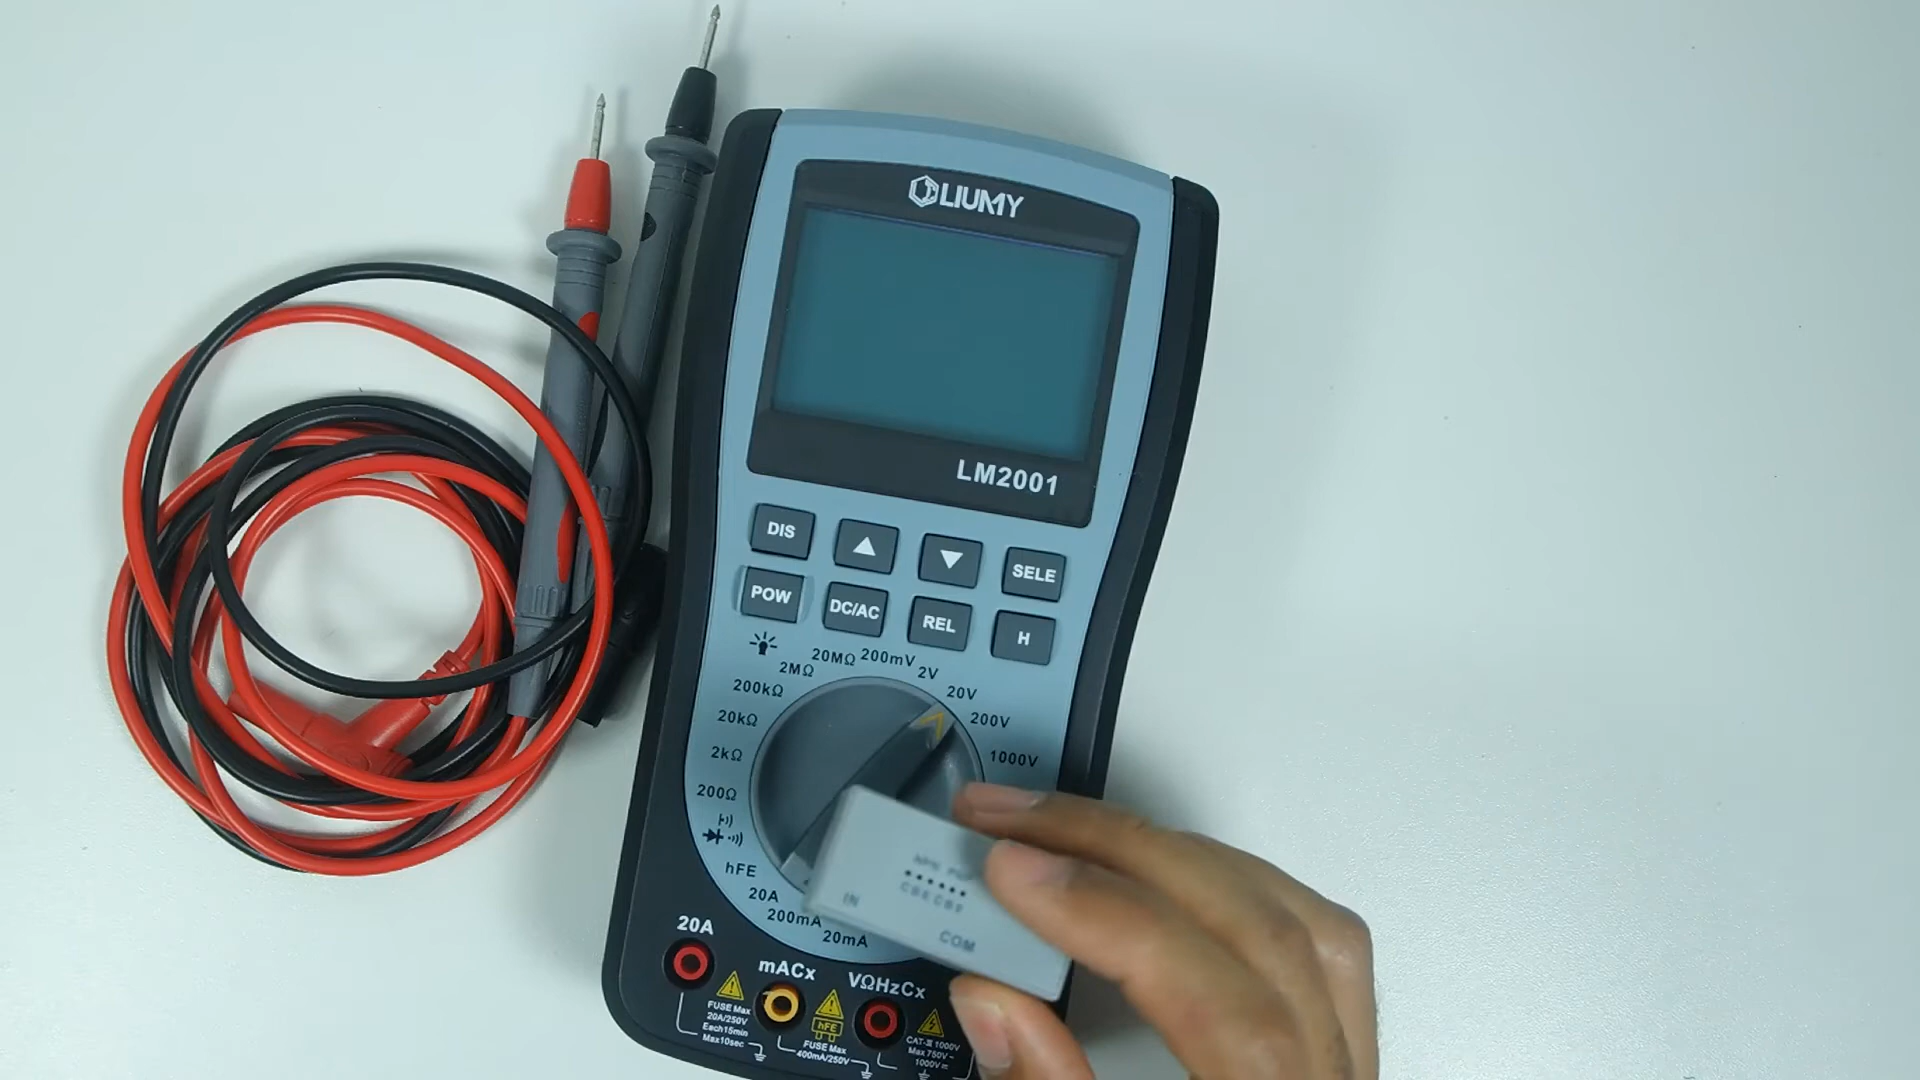 LIUMY
LM2001
DIS
SELE
POW
DC/AC
REL
H
20MΩ
200mV
2MΩ
2V
200kΩ
20V
20kΩ
200V
2kΩ
1000V
200Ω
hFE
20A
200mA
20mA
NPN
CBECBE
IN
COM
20A
mACx
VΩHzCx
FUSE Max
20A/250V
Each15min
Max10sec
hFE
FUSE Max
400mA/250V
CAT-II 1000V
Max 750V~
1000V